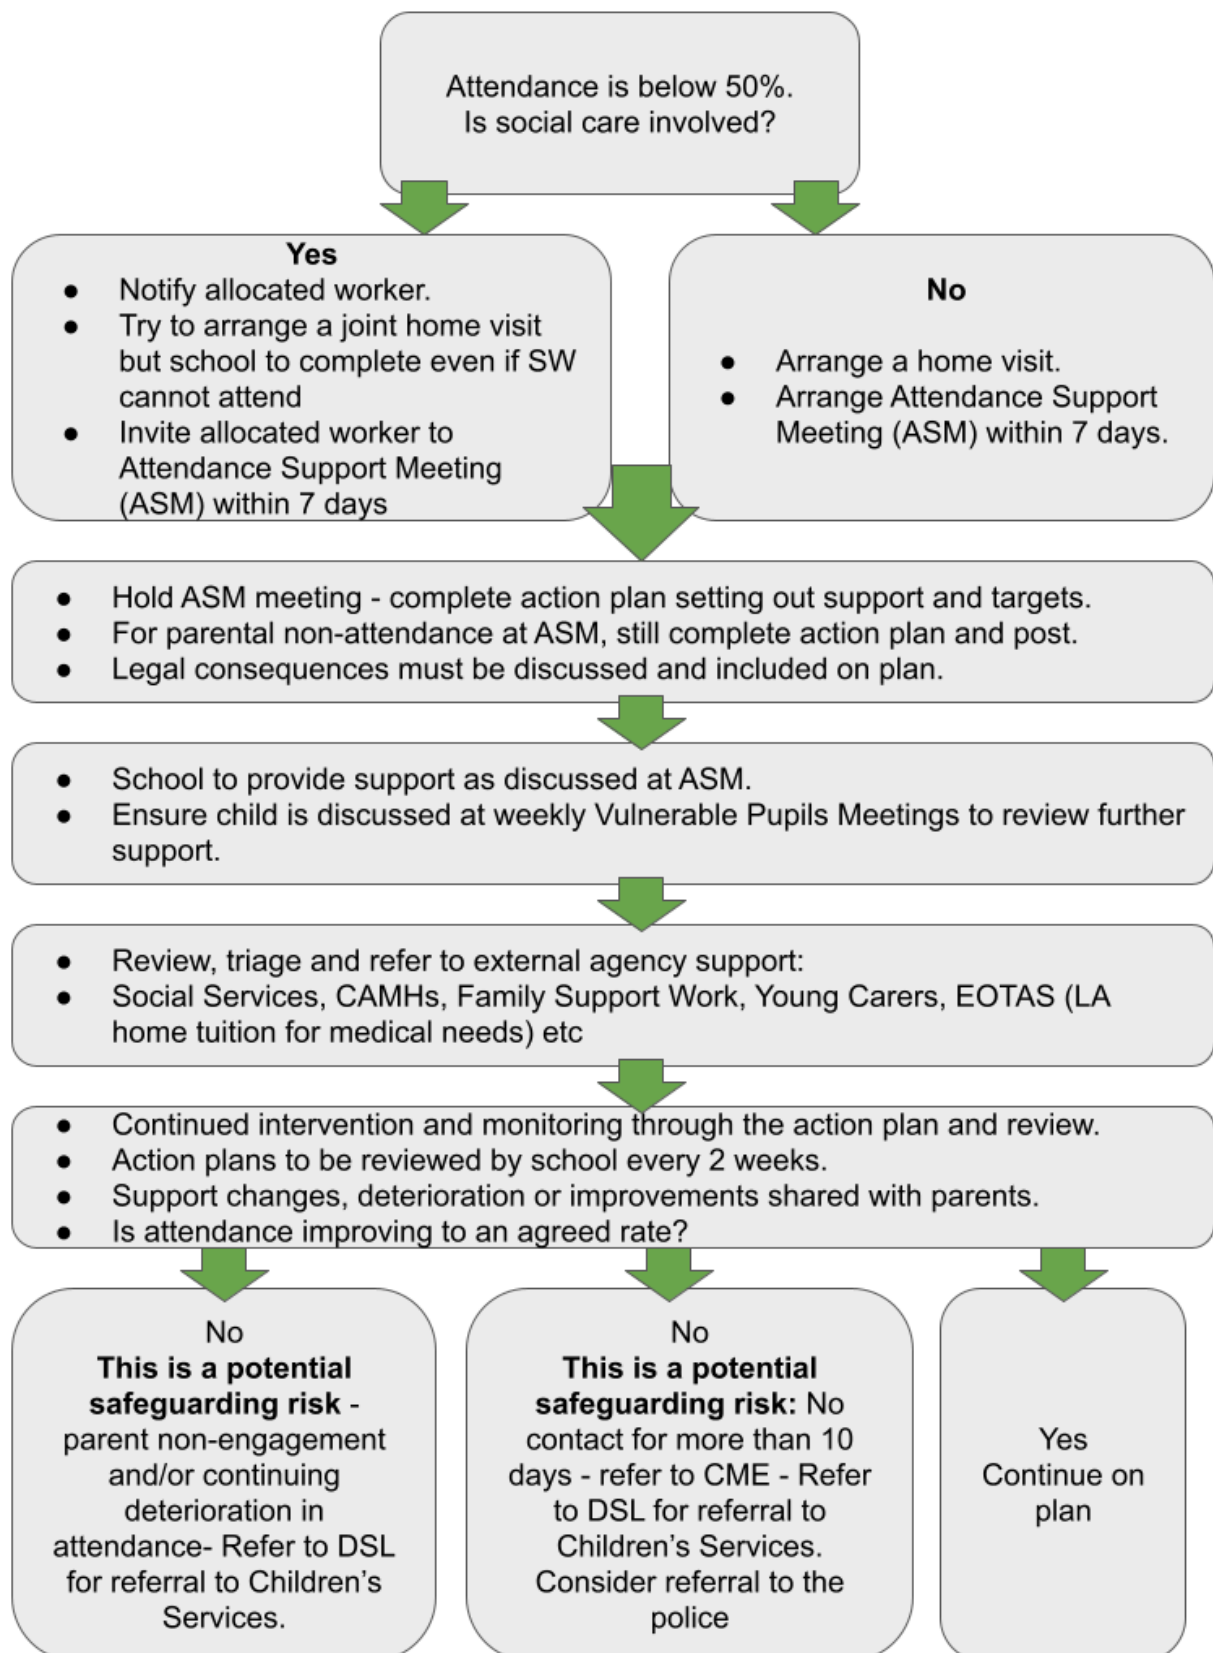 Attendance is below 50%.
Is social care involved?
Yes
● Notify allocated worker.
● Try to arrange a joint home visit
but school to complete even if SW
cannot attend
● Invite allocated worker to
Attendance Support Meeting
(ASM) within 7 days
No
● Arrange a home visit.
● Arrange Attendance Support
Meeting (ASM) within 7 days.
● Hold ASM meeting - complete action plan setting out support and targets.
● For parental non-attendance at ASM, still complete action plan and post.
● Legal consequences must be discussed and included on plan.
● School to provide support as discussed at ASM.
● Ensure child is discussed at weekly Vulnerable Pupils Meetings to review further
support.
● Review, triage and refer to external agency support:
● Social Services, CAMHs, Family Support Work, Young Carers, EOTAS (LA
home tuition for medical needs) etc
● Continued intervention and monitoring through the action plan and review.
● Action plans to be reviewed by school every 2 weeks.
● Support changes, deterioration or improvements shared with parents.
● Is attendance improving to an agreed rate?
No
This is a potential
safeguarding risk -
parent non-engagement
and/or continuing
deterioration in
attendance- Refer to DSL
for referral to Children's
Services.
No
This is a potential
safeguarding risk: No
contact for more than 10
days - refer to CME - Refer
to DSL for referral to
Children's Services.
Consider referral to the
police
Yes
Continue on
plan